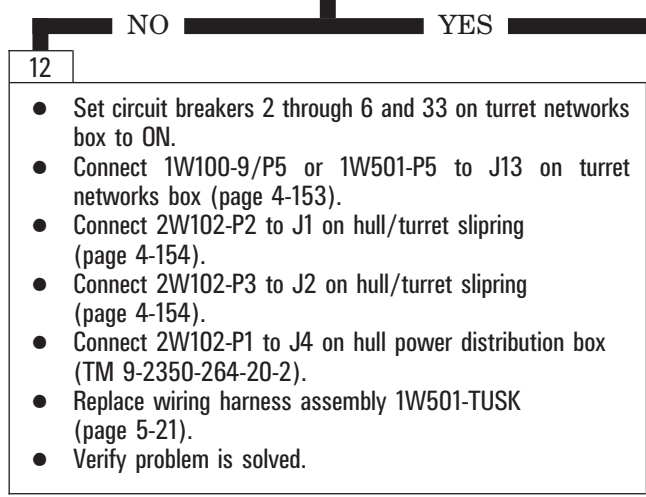 NO YES
12
● Set circuit breakers 2 through 6 and 33 on turret networks
box to ON.
● Connect 1W100-9/P5 or 1W501-P5 to J13 on turret
networks box (page 4-153).
● Connect 2W102-P2 to J1 on hull/turret slipring
(page 4-154).
● Connect 2W102-P3 to J2 on hull/turret slipring
(page 4-154).
● Connect 2W102-P1 to J4 on hull power distribution box
(TM 9-2350-264-20-2).
● Replace wiring harness assembly 1W501-TUSK
(page 5-21).
● Verify problem is solved.